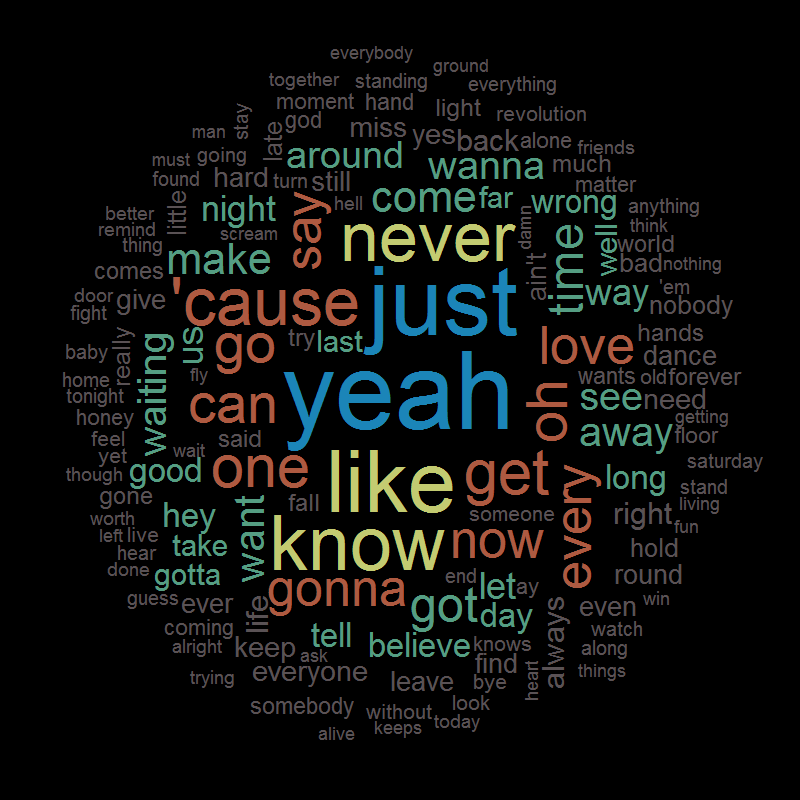 everybody
ground
together
standing
everything
moment
hand
light
revolution
man
stay
god
miss
yes
back
alone
late
friends
must
going
around
wanna
much
found
hard
turn
still
come
far
wrong
matter
little
night
say
hell
damn
anything
better
remind
thing
scream
never
time
well
think
world
comes
make
ain't
bad
nothing
door
give
'cause
just
way
'em
nobody
fight
us
go
try
last
love
hands
baby
really
waiting
dance
home
fly
yeah
wants
old
forever
tonight
can
oh
see
need
honey
getting
feel
said
away
floor
yet
wait
though
good
one
like
get
every
long
saturday
gone
fall
stand
living
worth
hey
want
know
someone
right
fun
left
live
now
hear
take
hold
done
gotta
gonna
end
let
ay
round
guess
ever
life
got
day
always
even
win
coming
tell
believe
knows
watch
alright
keep
ask
along
trying
everyone
find
things
leave
bye
heart
somebody
without
look
today
alive
keeps